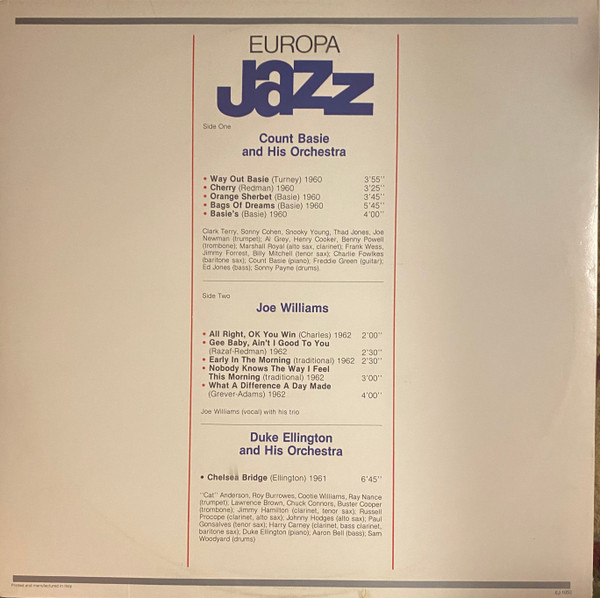 EUROPA
Jazz
Side One
Count Basie
and His Orchestra
• Way Out Basie (Turney) 1960 3'55''
• Cherry (Redman) 1960 3'25''
• Orange Sherbet (Basie) 1960 3'45''
• Bags Of Dreams (Basie) 1960 5'45''
• Basie's (Basie) 1960 4'00''
Clark Terry, Sonny Cohen, Snooky Young, Thad Jones, Joe
Newman (trumpet); Al Grey, Henry Cooker, Benny Powell
(trombone); Marshall Royal (alto sax, clarinet); Frank Wess,
Jimmy Forrest, Billy Mitchell (tenor sax); Charlie Fowlkes
(baritone sax); Count Basie (piano); Freddie Green (guitar);
Ed Jones (bass); Sonny Payne (drums).
Side Two
Joe Williams
• All Right, OK You Win (Charles) 1962 2'00''
• Gee Baby, Ain't I Good To You
(Razaf-Redman) 1962 2'30''
• Early In The Morning (traditional) 1962 2'30''
• Nobody Knows The Way I Feel
This Morning (traditional) 1962 3'00''
• What A Difference A Day Made
(Grever-Adams) 1962 4'00''
Joe Williams (vocal) with his trio
Duke Ellington
and His Orchestra
• Chelsea Bridge (Ellington) 1961 6'45''
''Cat'' Anderson, Roy Burrowes, Cootie Williams, Ray Nance
(trumpet); Lawrence Brown, Chuck Connors, Buster Cooper
(trombone); Jimmy Hamilton (clarinet, tenor sax); Russell
Procope (clarinet, alto sax); Johnny Hodges (alto sax); Paul
Gonsalves (tenor sax); Harry Carney (clarinet, bass clarinet,
baritone sax); Duke Ellington (piano); Aaron Bell (bass); Sam
Woodyard (drums)
Printed and manufactured in Italy